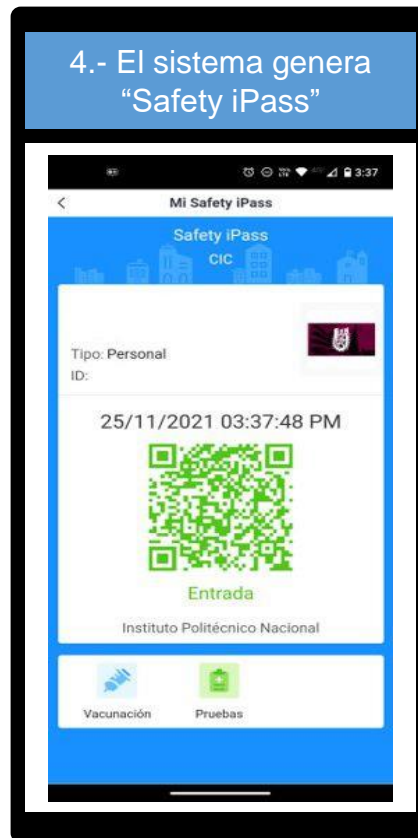 4.- El sistema genera
“Safety iPass”
3:37
Mi Safety iPass
Safety iPass
CIC
Tipo: Personal
ID:
25/11/2021 03:37:48 PM
Entrada
Instituto Politécnico Nacional
Vacunación Pruebas